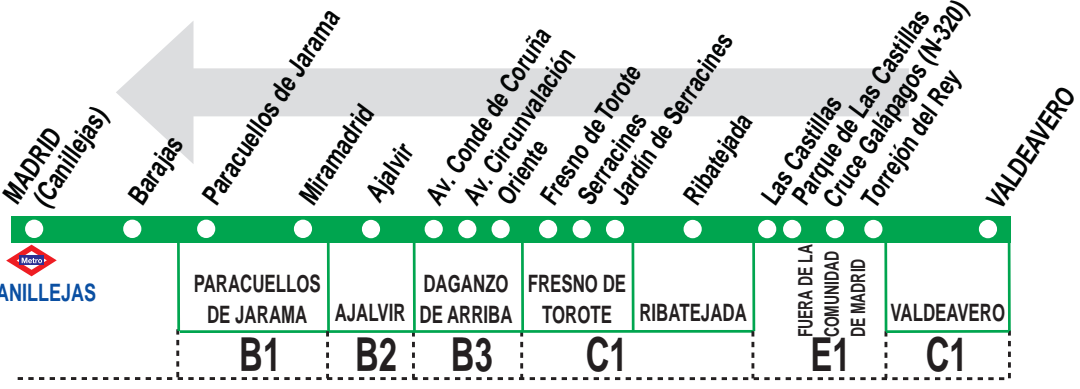 MADRID
(Canillejas)
Barajas
Paracuellos de Jarama
Miramadrid
Ajalvir
Av. Conde de Coruña
Av. Circunvalación
Oriente
Fresno de Torote
Serracines
Jardín de Serracines
Ribatejada
Las Castillas
Parque de Las Castillas
Cruce Galápagos (N-320)
Torrejón del Rey
VALDEAVERO
Metro
ANILLEJAS
PARACUELLOS
DE JARAMA
AJALVIR
DAGANZO
DE ARRIBA
FRESNO DE
TOROTE
RIBATEJADA
FUERA DE LA
COMUNIDAD
DE MADRID
VALDEAVERO
B1
B2
B3
C1
E1
C1